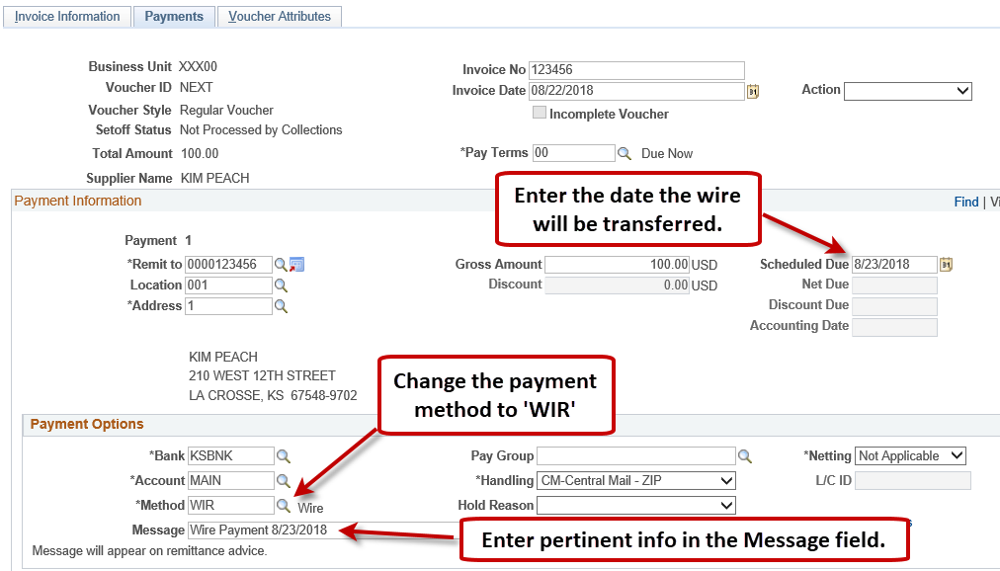 Invoice Information Payments Voucher Attributes
Business Unit XXX00
Invoice No 123456
Voucher ID NEXT
Invoice Date 08/22/2018
Action
Voucher Style Regular Voucher
Incomplete Voucher
Setoff Status Not Processed by Collections
Total Amount 100.00
*Pay Terms 00 Due Now
Supplier Name KIM PEACH
Enter the date the wire
will be transferred.
Payment Information
Find |
Payment 1
*Remit to 0000123456
Gross Amount 100.00 USD
Scheduled Due 8/23/2018
Location 001
Discount 0.00 USD
Net Due
*Address 1
Discount Due
Accounting Date
KIM PEACH
210 WEST 12TH STREET
LA CROSSE, KS 67548-9702
Change the payment
method to 'WIR'
Payment Options
*Bank KSBNK
Pay Group
*Netting Not Applicable
*Account MAIN
*Handling CM-Central Mail - ZIP
L/C ID
*Method WIR Wire
Hold Reason
Message Wire Payment 8/23/2018
Enter pertinent info in the Message field.
Message will appear on remittance advice.